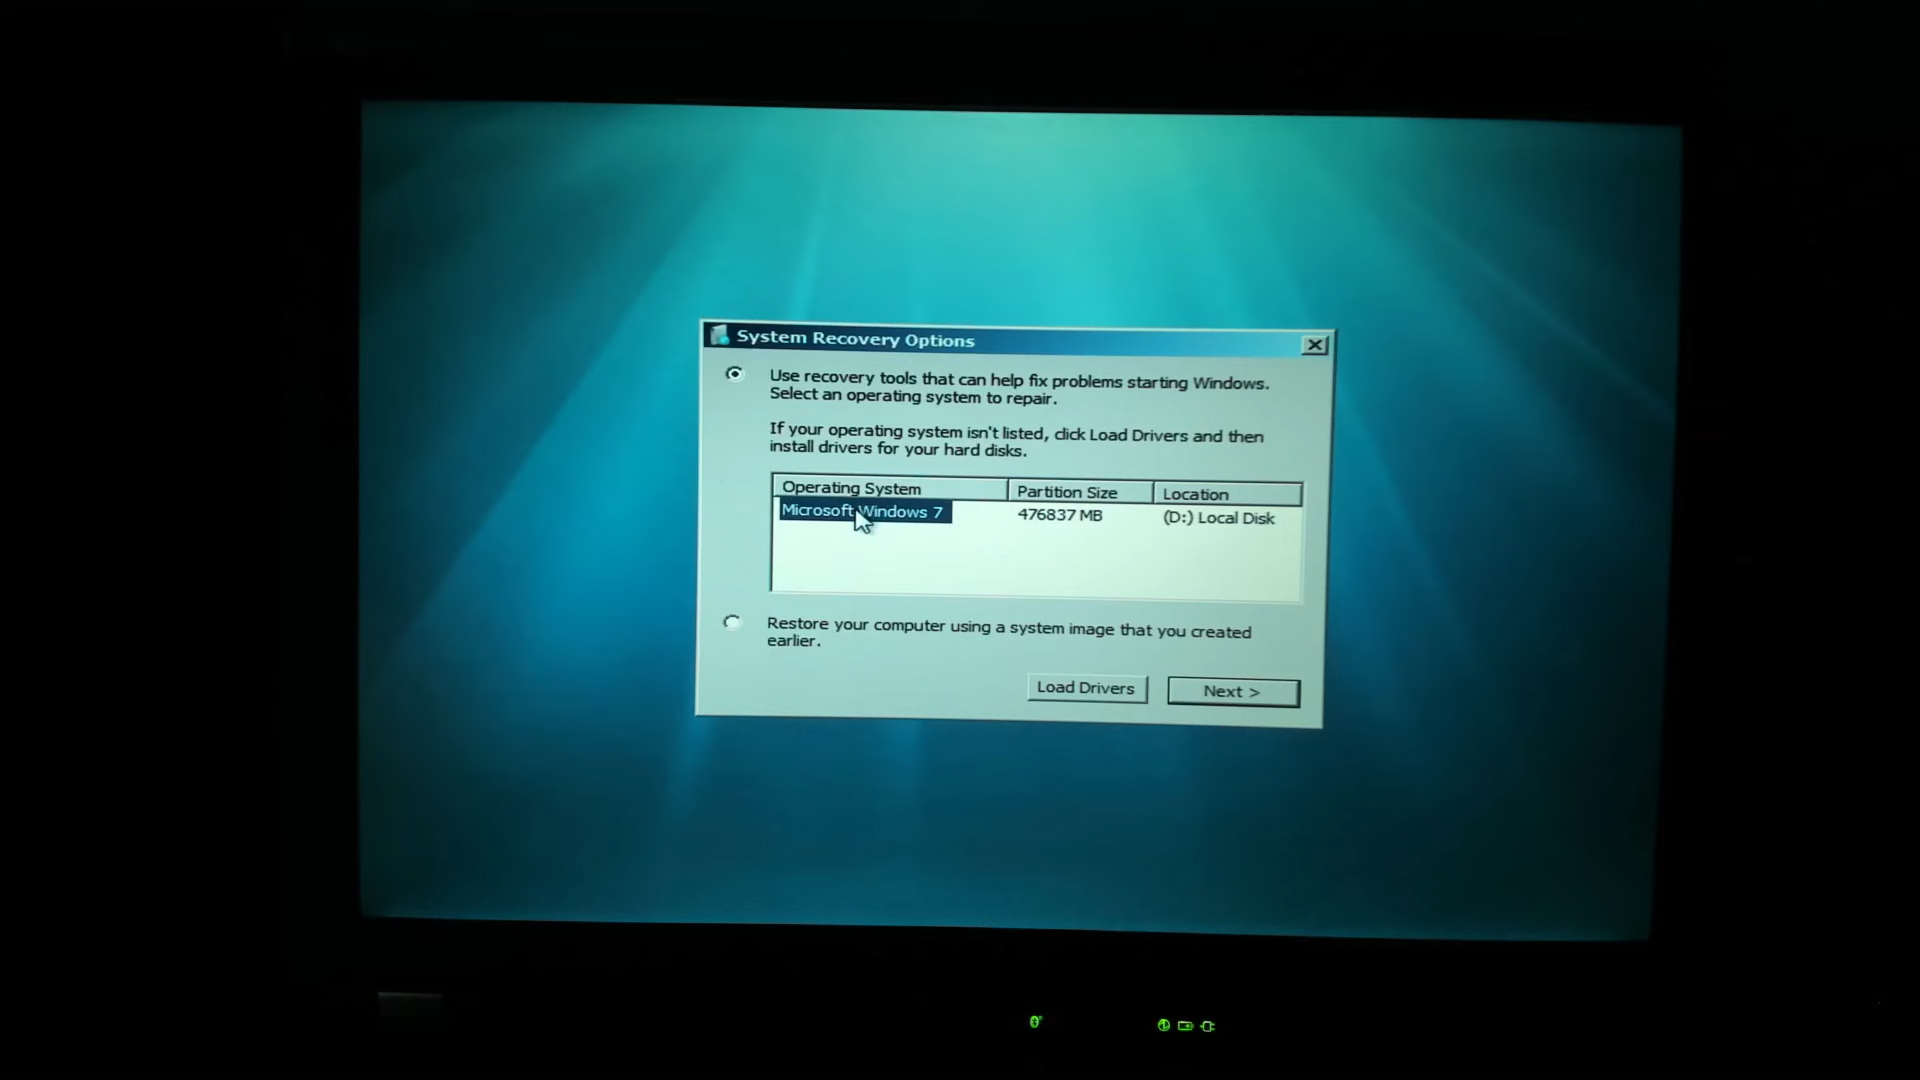 System Recovery Options
Use recovery tools that can help fix problems starting Windows.
Select an operating system to repair.
If your operating system isn't listed, click Load Drivers and then
install drivers for your hard disks.
Operating System Partition Size Location
Microsoft Windows 7 476837 MB (D:) Local Disk
Restore your computer using a system image that you created
earlier.
Load Drivers Next >